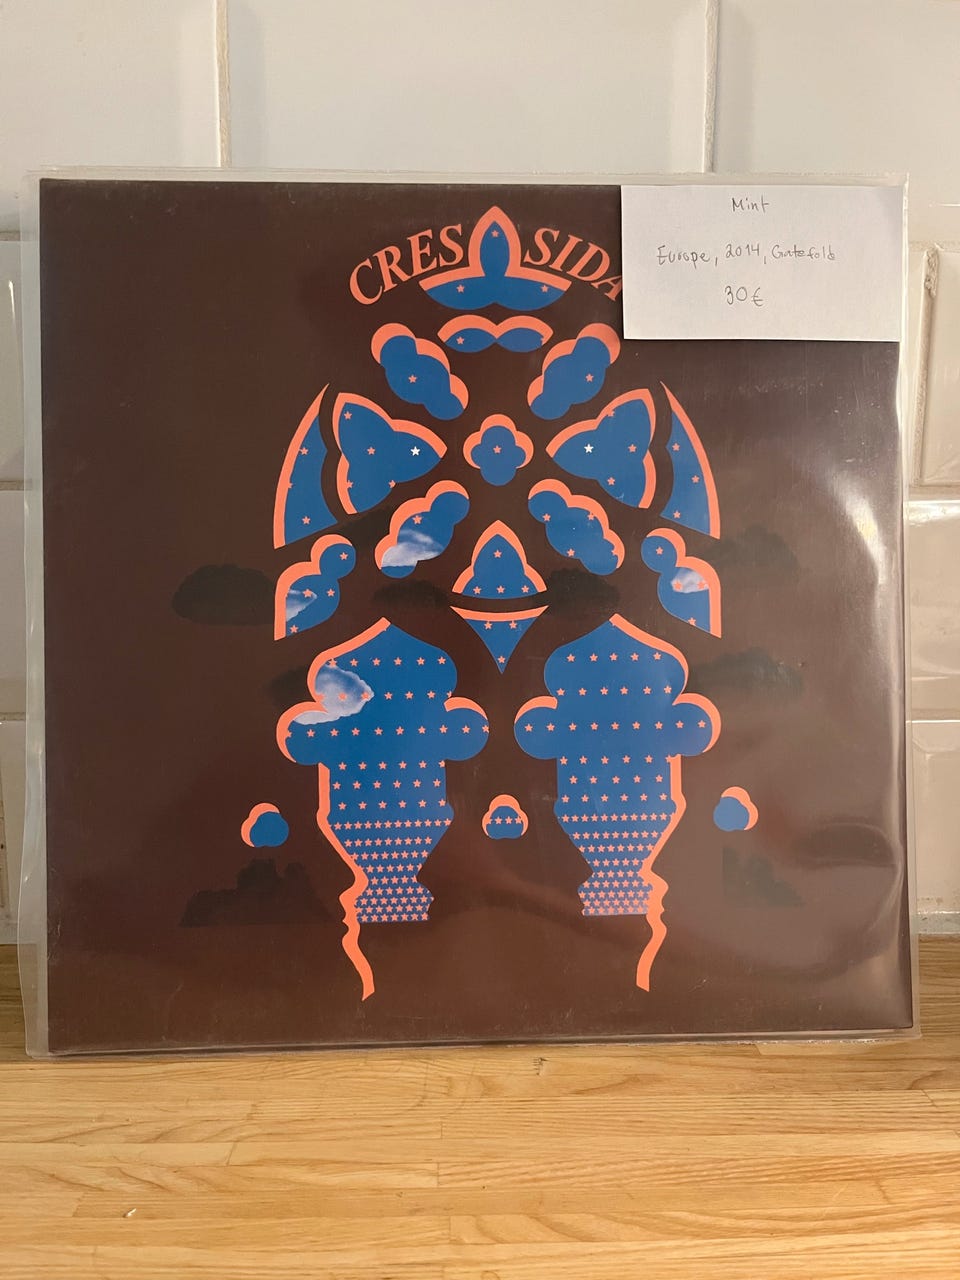 CRESSIDA
Mint
Europe, 2014, Gatefold
30€